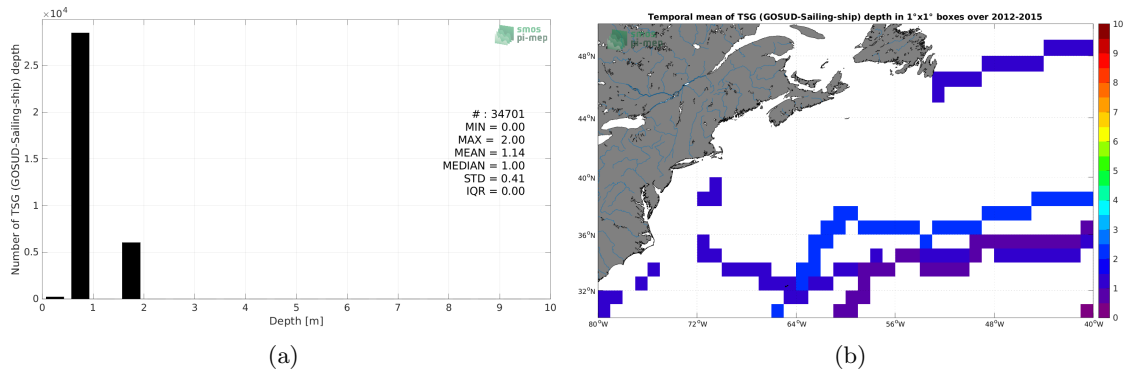 ×10⁴
2.5
2
1.5
1
0.5
0
0 1 2 3 4 5 6 7 8 9 10
Depth [m]
Number of TSG (GOSUD-Sailing-ship) depth
smos
pi-mep
# : 34701
MIN = 0.00
MAX = 2.00
MEAN = 1.14
MEDIAN = 1.00
STD = 0.41
IQR = 0.00
(a)
Temporal mean of TSG (GOSUD-Sailing-ship) depth in 1°x1° boxes over 2012-2015
smos
pi-mep
48°N
44°N
40°N
36°N
32°N
80°W 72°W 64°W 56°W 48°W 40°W
10
9
8
7
6
5
4
3
2
1
0
(b)